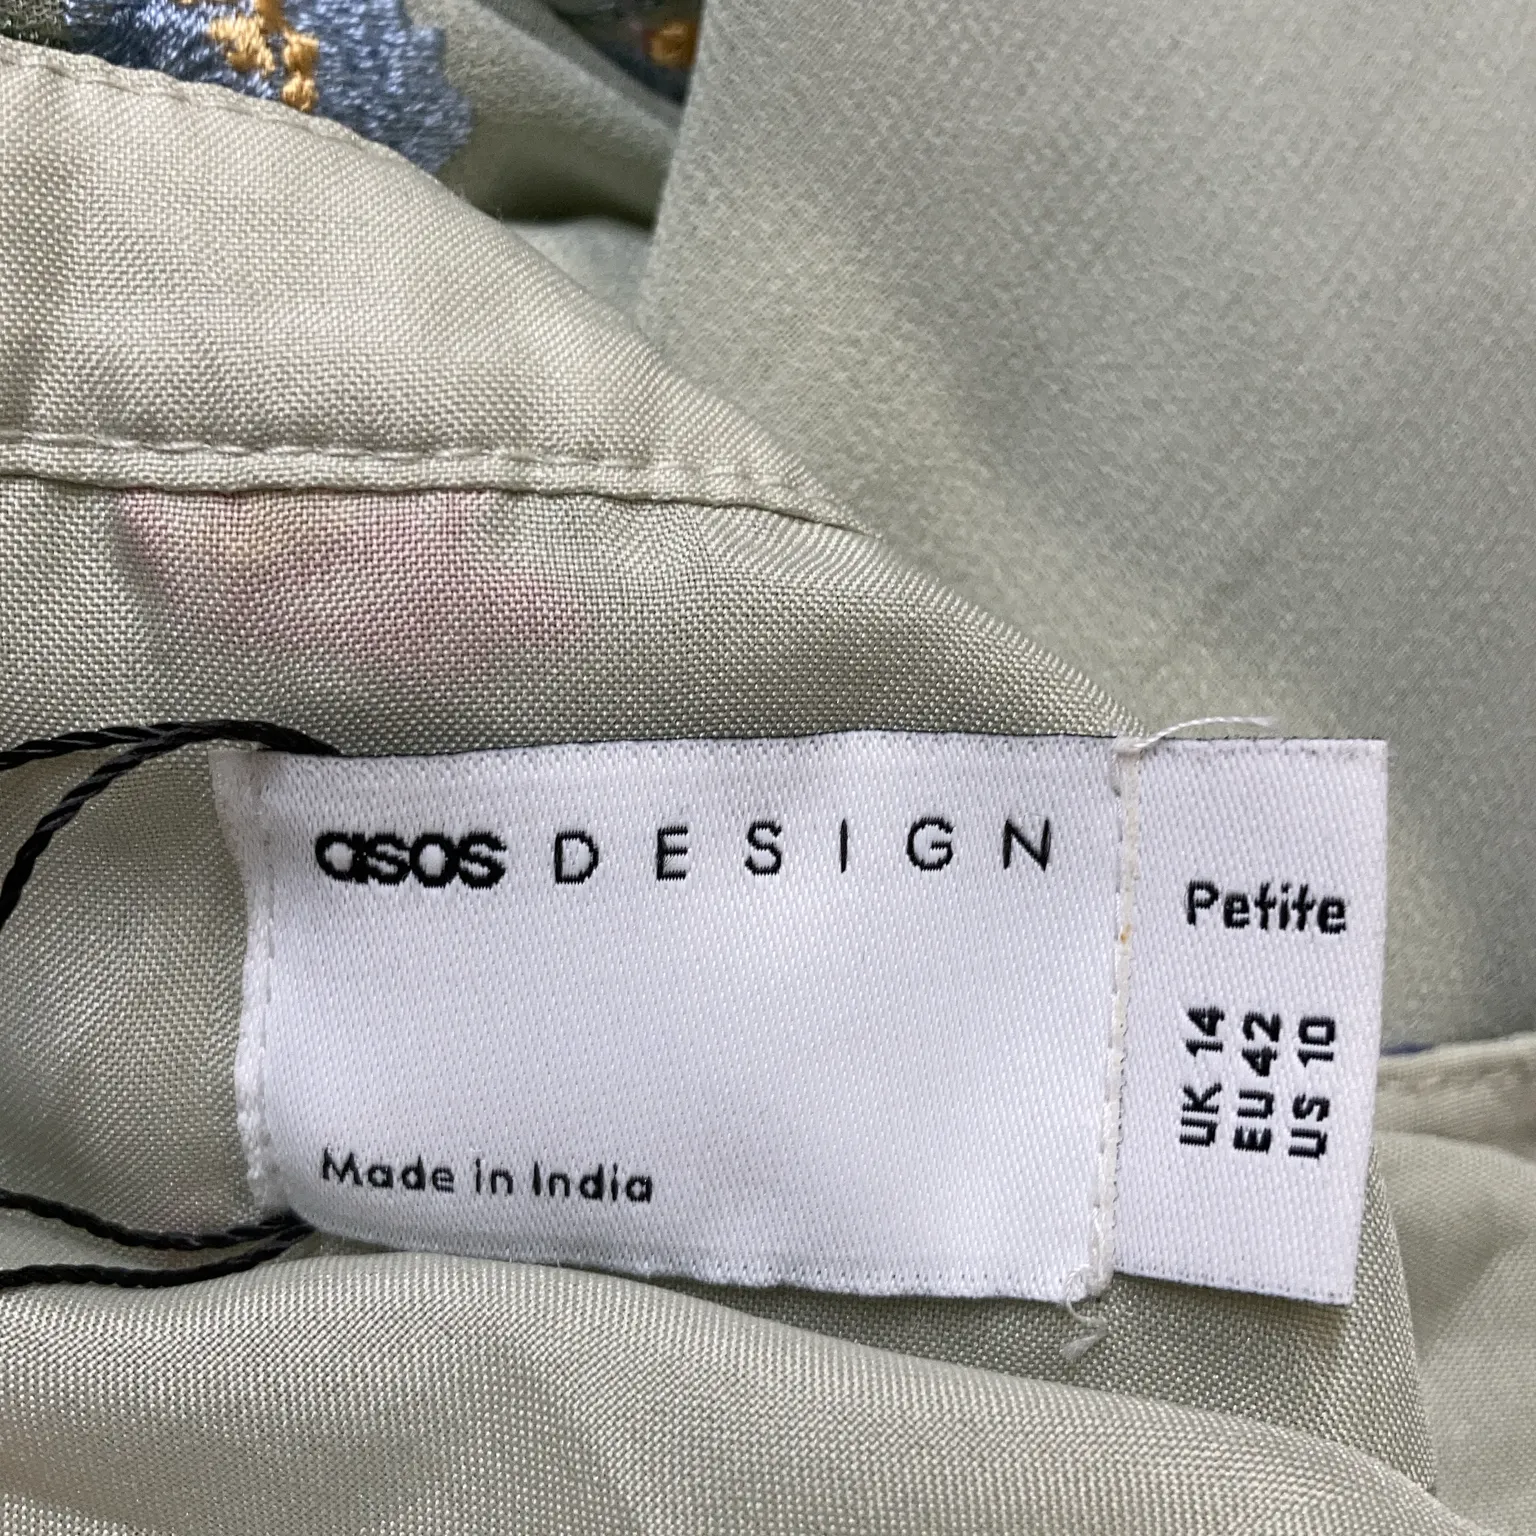 asos DESIGN
Made in India
Petite
UK 14
EU 42
US 10